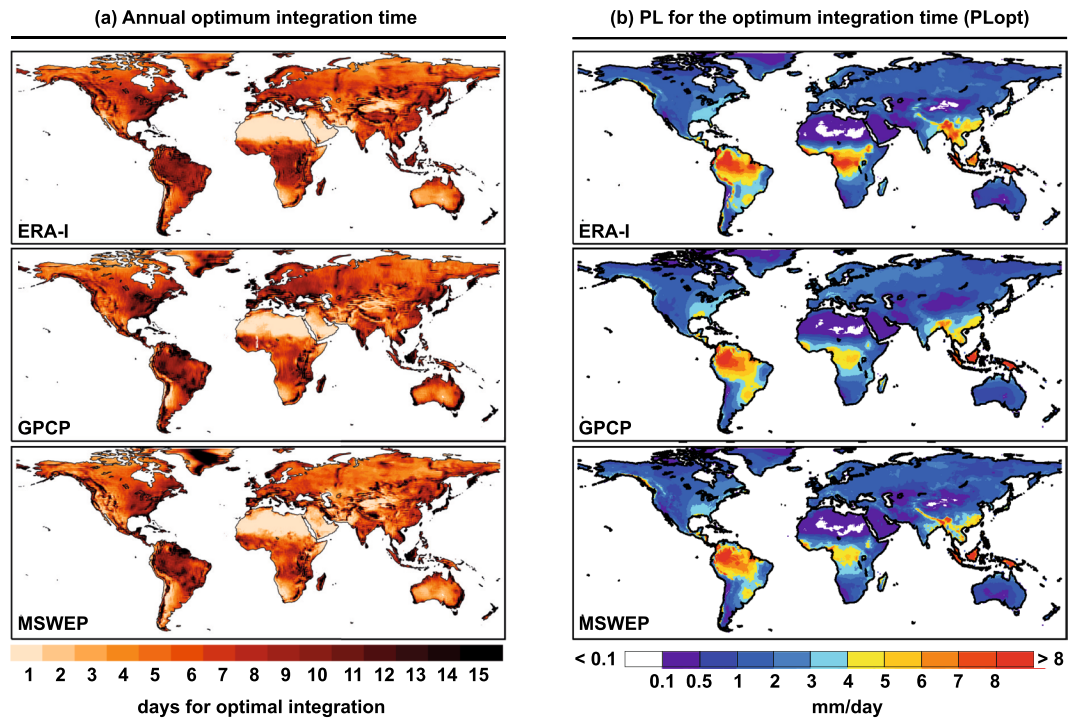 (a) Annual optimum integration time
(b) PL for the optimum integration time (PLopt)
ERA-I
ERA-I
GPCP
GPCP
MSWEP
MSWEP
1 2 3 4 5 6 7 8 9 10 11 12 13 14 15
days for optimal integration
< 0.1 > 8
0.1 0.5 1 2 3 4 5 6 7 8
mm/day